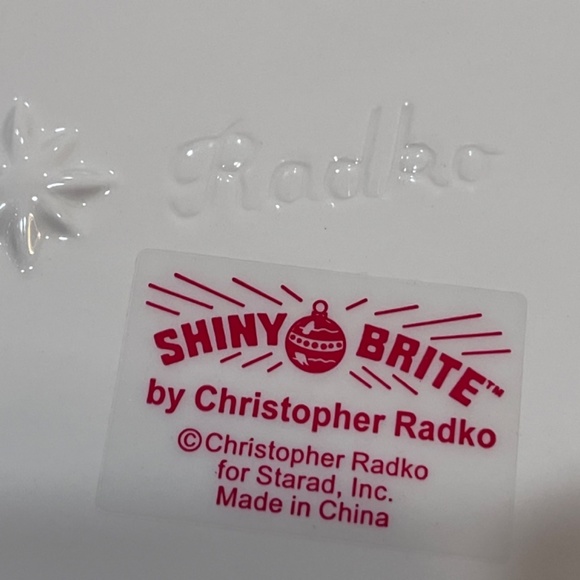 Radko
SHINY BRITE™
by Christopher Radko
©Christopher Radko
for Starad, Inc.
Made in China